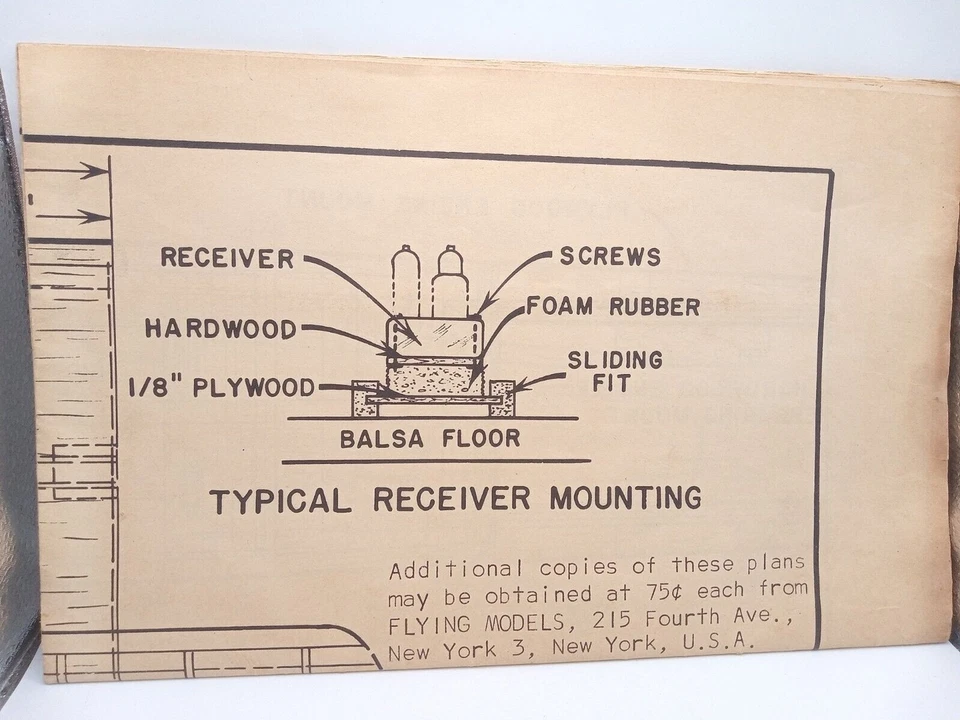 RECEIVER
SCREWS
FOAM RUBBER
HARDWOOD
SLIDING
FIT
1/8" PLYWOOD
BALSA FLOOR
TYPICAL RECEIVER MOUNTING
Additional copies of these plans
may be obtained at 75¢ each from
FLYING MODELS, 215 Fourth Ave.,
New York 3, New York, U.S.A.